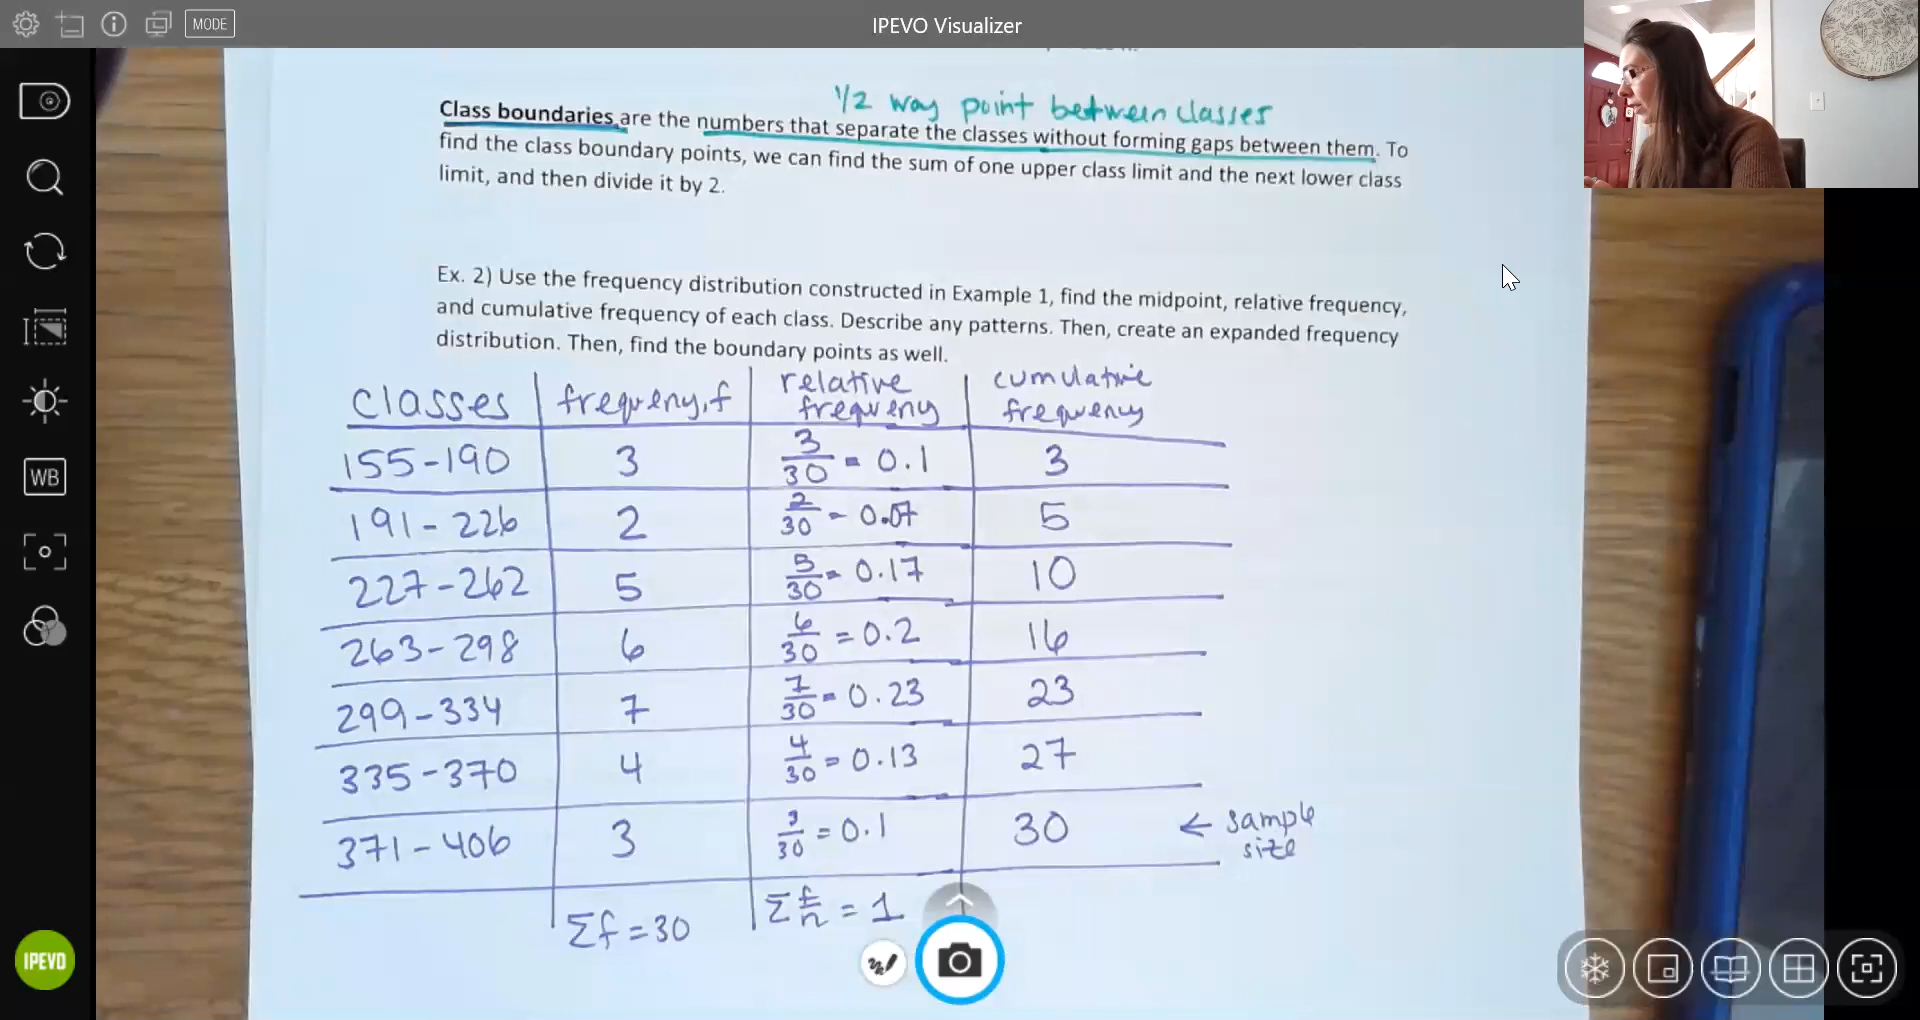 MODE
IPEVO Visualizer
1/2 way point between classes
Class boundaries are the numbers that separate the classes without forming gaps between them. To
find the class boundary points, we can find the sum of one upper class limit and the next lower class
limit, and then divide it by 2.
Ex. 2) Use the frequency distribution constructed in Example 1, find the midpoint, relative frequency,
and cumulative frequency of each class. Describe any patterns. Then, create an expanded frequency
distribution. Then, find the boundary points as well.
classes frequency, f relative frequency cumulative frequency
155-190 3 3/30 = 0.1 3
191-226 2 2/30 = 0.07 5
227-262 5 5/30 = 0.17 10
263-298 6 6/30 = 0.2 16
299-334 7 7/30 = 0.23 23
335-370 4 4/30 = 0.13 27
371-406 3 3/30 = 0.1 30 ← sample size
Σf = 30 Σ f/n = 1
WB
IPEVO